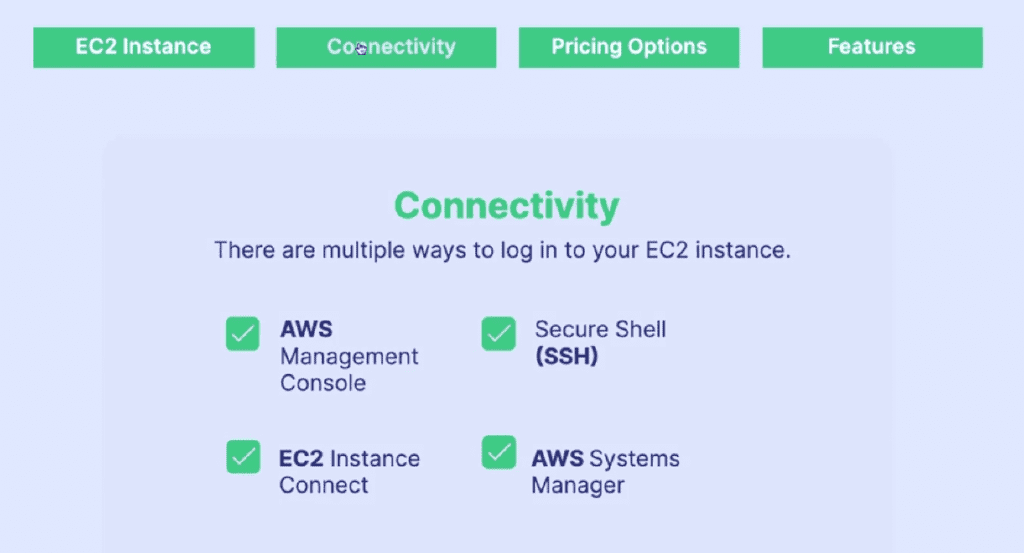 EC2 Instance
Connectivity
Pricing Options
Features
Connectivity
There are multiple ways to log in to your EC2 instance.
AWS
Management
Console
Secure Shell
(SSH)
EC2 Instance
Connect
AWS Systems
Manager